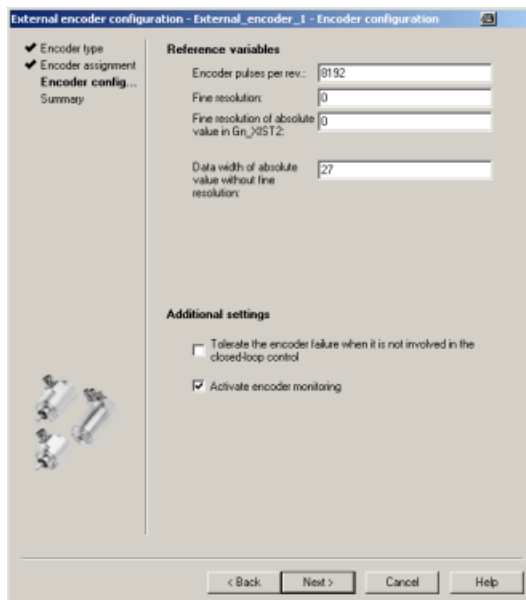 External encoder configuration - External_encoder_1 - Encoder configuration
✔ Encoder type
✔ Encoder assignment
Encoder config...
Summary
Reference variables
Encoder pulses per rev.: 8192
Fine resolution: 0
Fine resolution of absolute value in Gn_XIST2: 0
Data width of absolute value without fine resolution: 27
Additional settings
Tolerate the encoder failure when it is not involved in the
closed-loop control
Activate encoder monitoring
< Back
Next >
Cancel
Help